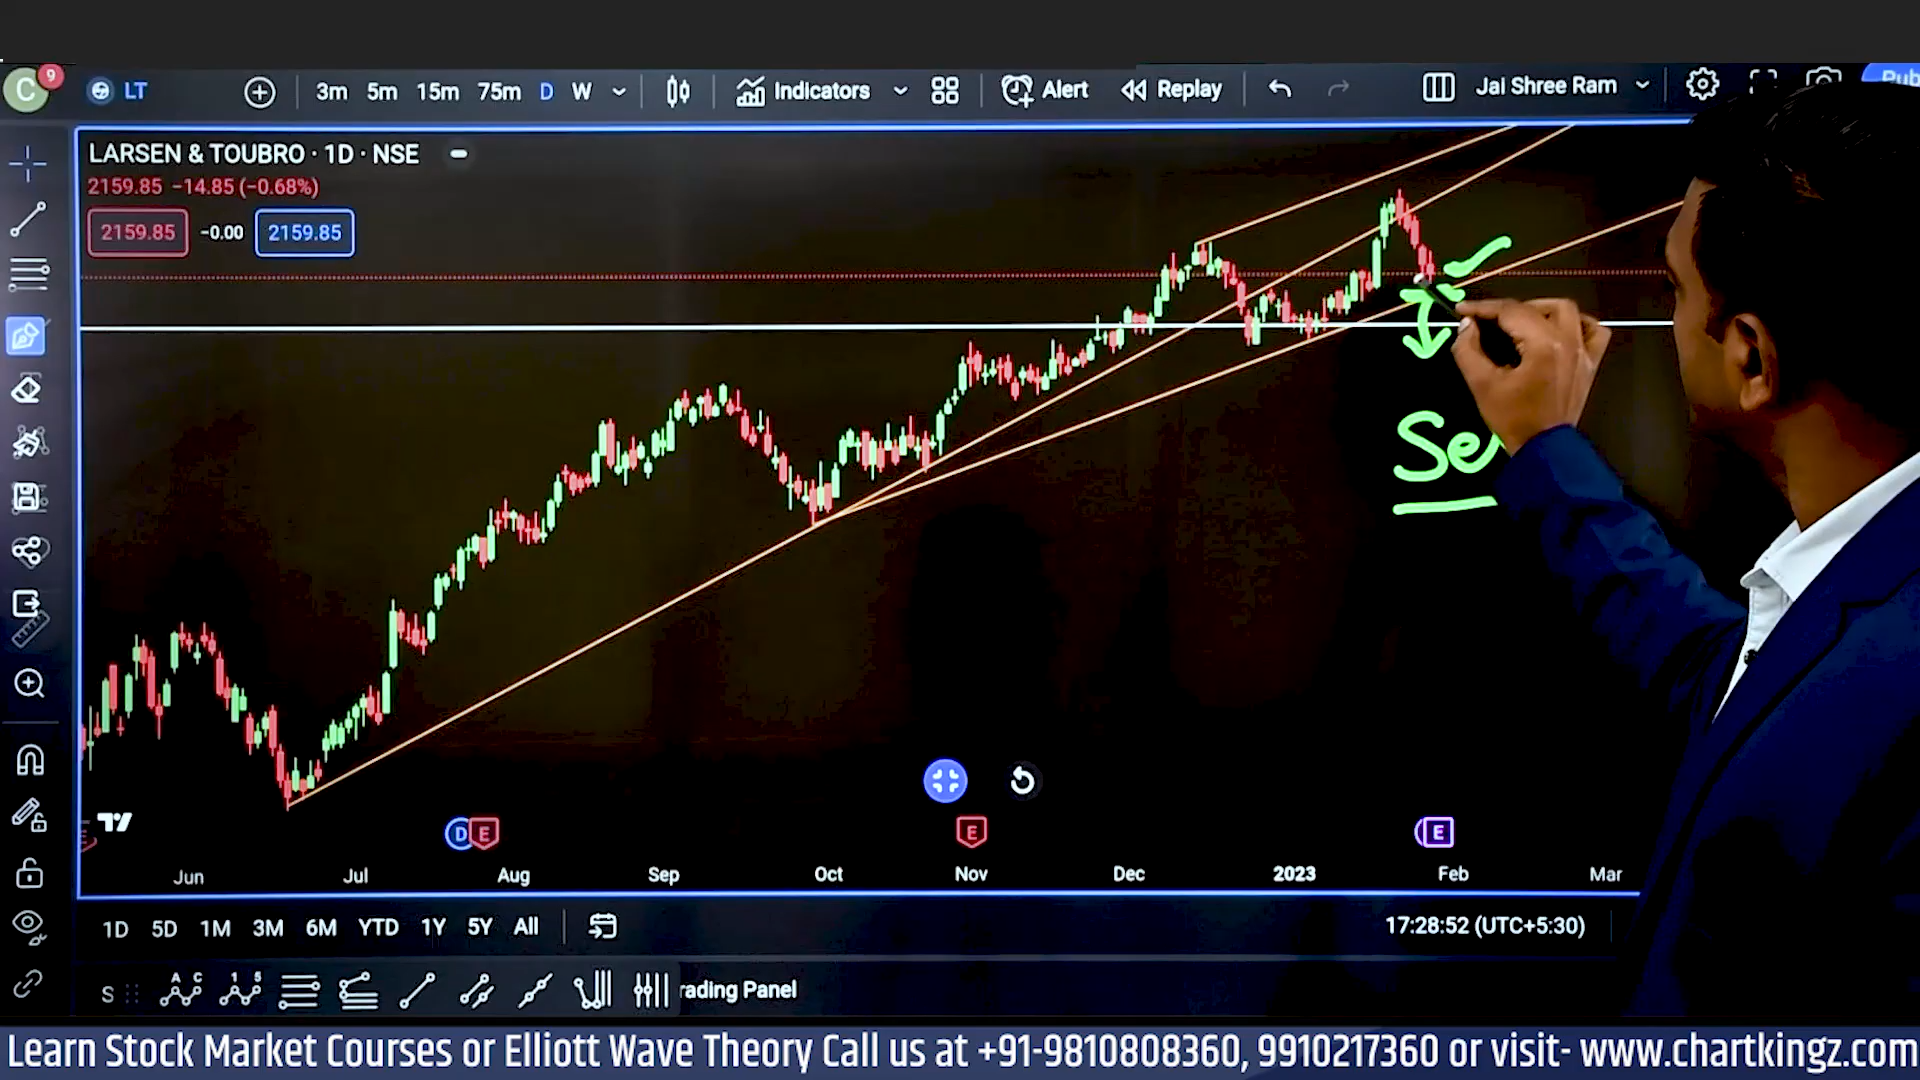 C 9 LT 3m 5m 15m 75m D W Indicators Alert Replay Jai Shree Ram Pub
LARSEN & TOUBRO · 1D · NSE
2159.85 −14.85 (−0.68%)
2159.85 −0.00 2159.85
Se
D E E E
Jun Jul Aug Sep Oct Nov Dec 2023 Feb Mar
1D 5D 1M 3M 6M YTD 1Y 5Y All 17:28:52 (UTC+5:30)
S rading Panel
Learn Stock Market Courses or Elliott Wave Theory Call us at +91-9810808360, 9910217360 or visit- www.chartkingz.com